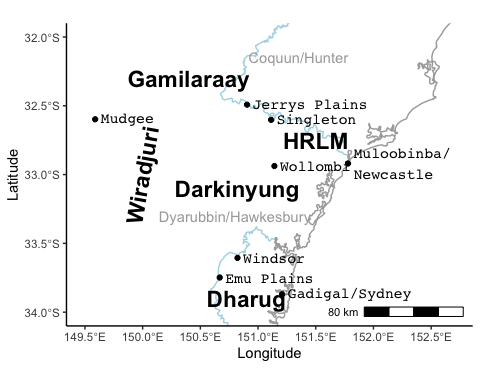 32.0°S
Coquun/Hunter
Gamilaraay
32.5°S
Jerrys Plains
Mudgee
Singleton
HRLM
Muloobinba/
Newcastle
Wollombi
33.0°S
Wiradjuri
Darkinyung
Dyarubbin/Hawkesbury
33.5°S
Windsor
Emu Plains
Gadigal/Sydney
Dharug
34.0°S
80 km
149.5°E 150.0°E 150.5°E 151.0°E 151.5°E 152.0°E 152.5°E
Longitude
Latitude